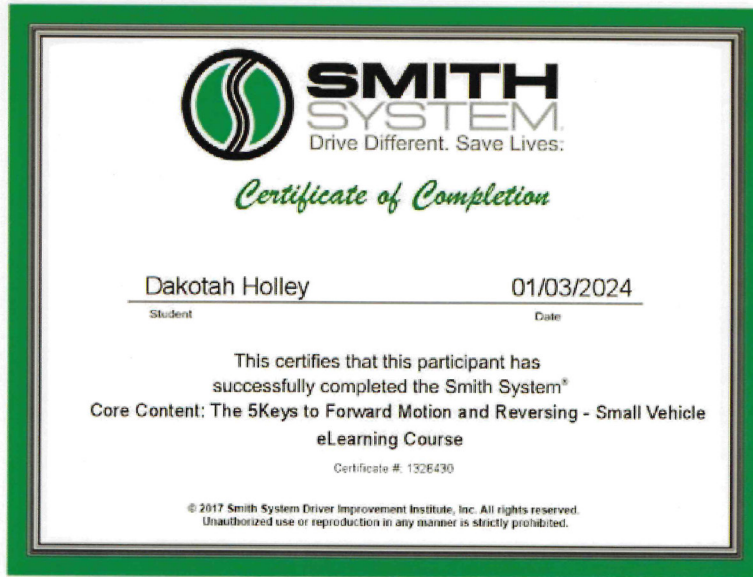 SMITH
SYSTEM.
Drive Different. Save Lives.
Certificate of Completion
Dakotah Holley 01/03/2024
Student Date
This certifies that this participant has
successfully completed the Smith System®
Core Content: The 5Keys to Forward Motion and Reversing - Small Vehicle
eLearning Course
Certificate #: 1326430
© 2017 Smith System Driver Improvement Institute, Inc. All rights reserved.
Unauthorized use or reproduction in any manner is strictly prohibited.